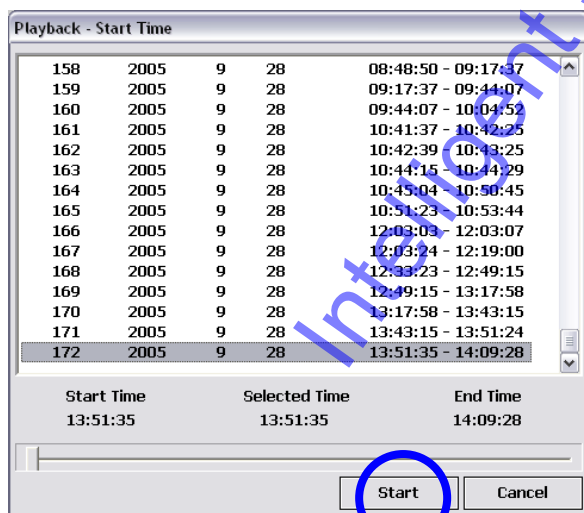 Playback - Start Time
158 2005 9 28 08:48:50 - 09:17:37
159 2005 9 28 09:17:37 - 09:44:07
160 2005 9 28 09:44:07 - 10:04:52
161 2005 9 28 10:41:37 - 10:42:25
162 2005 9 28 10:42:39 - 10:43:25
163 2005 9 28 10:44:15 - 10:44:29
164 2005 9 28 10:45:04 - 10:50:45
165 2005 9 28 10:51:23 - 10:53:44
166 2005 9 28 12:03:03 - 12:03:07
167 2005 9 28 12:03:24 - 12:19:00
168 2005 9 28 12:33:23 - 12:49:15
169 2005 9 28 12:49:15 - 13:17:58
170 2005 9 28 13:17:58 - 13:43:15
171 2005 9 28 13:43:15 - 13:51:24
172 2005 9 28 13:51:35 - 14:09:28
Start Time Selected Time End Time
13:51:35 13:51:35 14:09:28
Start Cancel
Intelligent